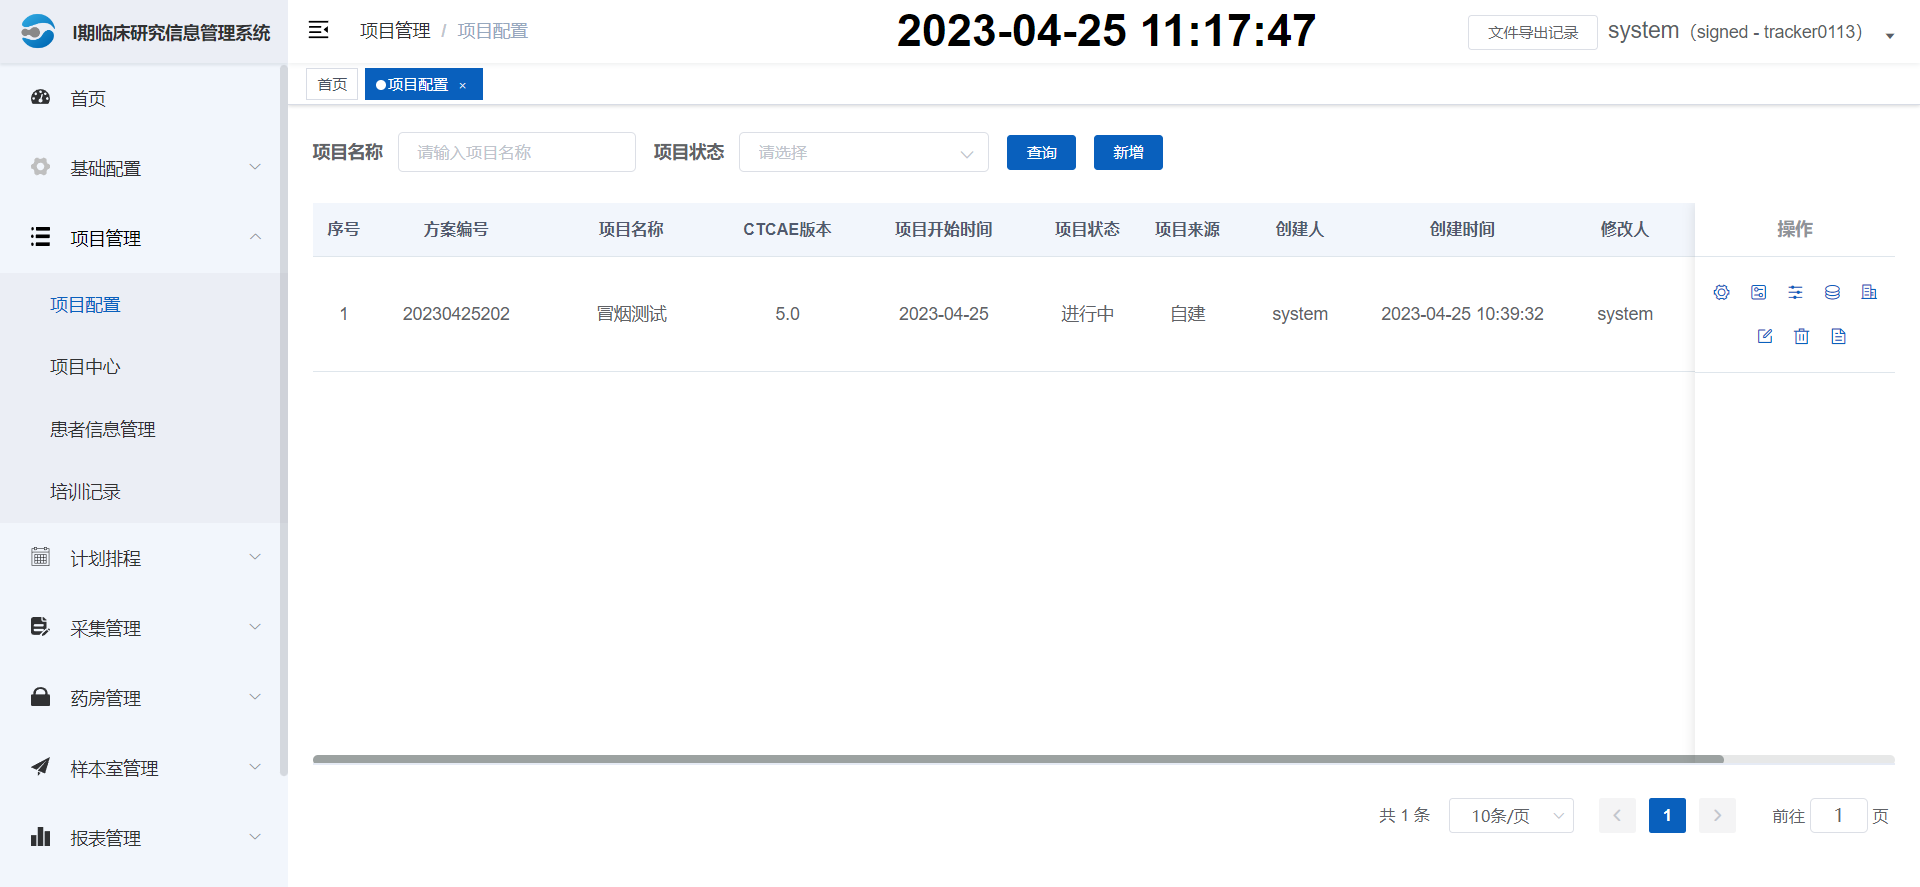 I期临床研究信息管理系统
项目管理 / 项目配置
2023-04-25 11:17:47
文件导出记录
system（signed - tracker0113）
首页
项目配置 ×
首页
基础配置
项目管理
项目配置
项目中心
患者信息管理
培训记录
计划排程
采集管理
药房管理
样本室管理
报表管理
项目名称 请输入项目名称 项目状态 请选择 查询 新增
序号 方案编号 项目名称 CTCAE版本 项目开始时间 项目状态 项目来源 创建人 创建时间 修改人 操作
1 20230425202 冒烟测试 5.0 2023-04-25 进行中 自建 system 2023-04-25 10:39:32 system
共 1 条 10条/页 1 前往 1 页